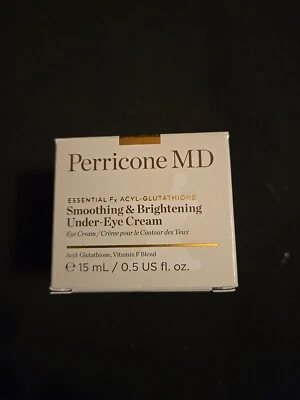 Perricone MD
ESSENTIAL Fx ACYL-GLUTATHIONE
Smoothing & Brightening
Under-Eye Cream
Eye Cream / Crème pour le Contour des Yeux
Acyl-Glutathione, Vitamin F Blend
℮ 15 mL / 0.5 US fl. oz.